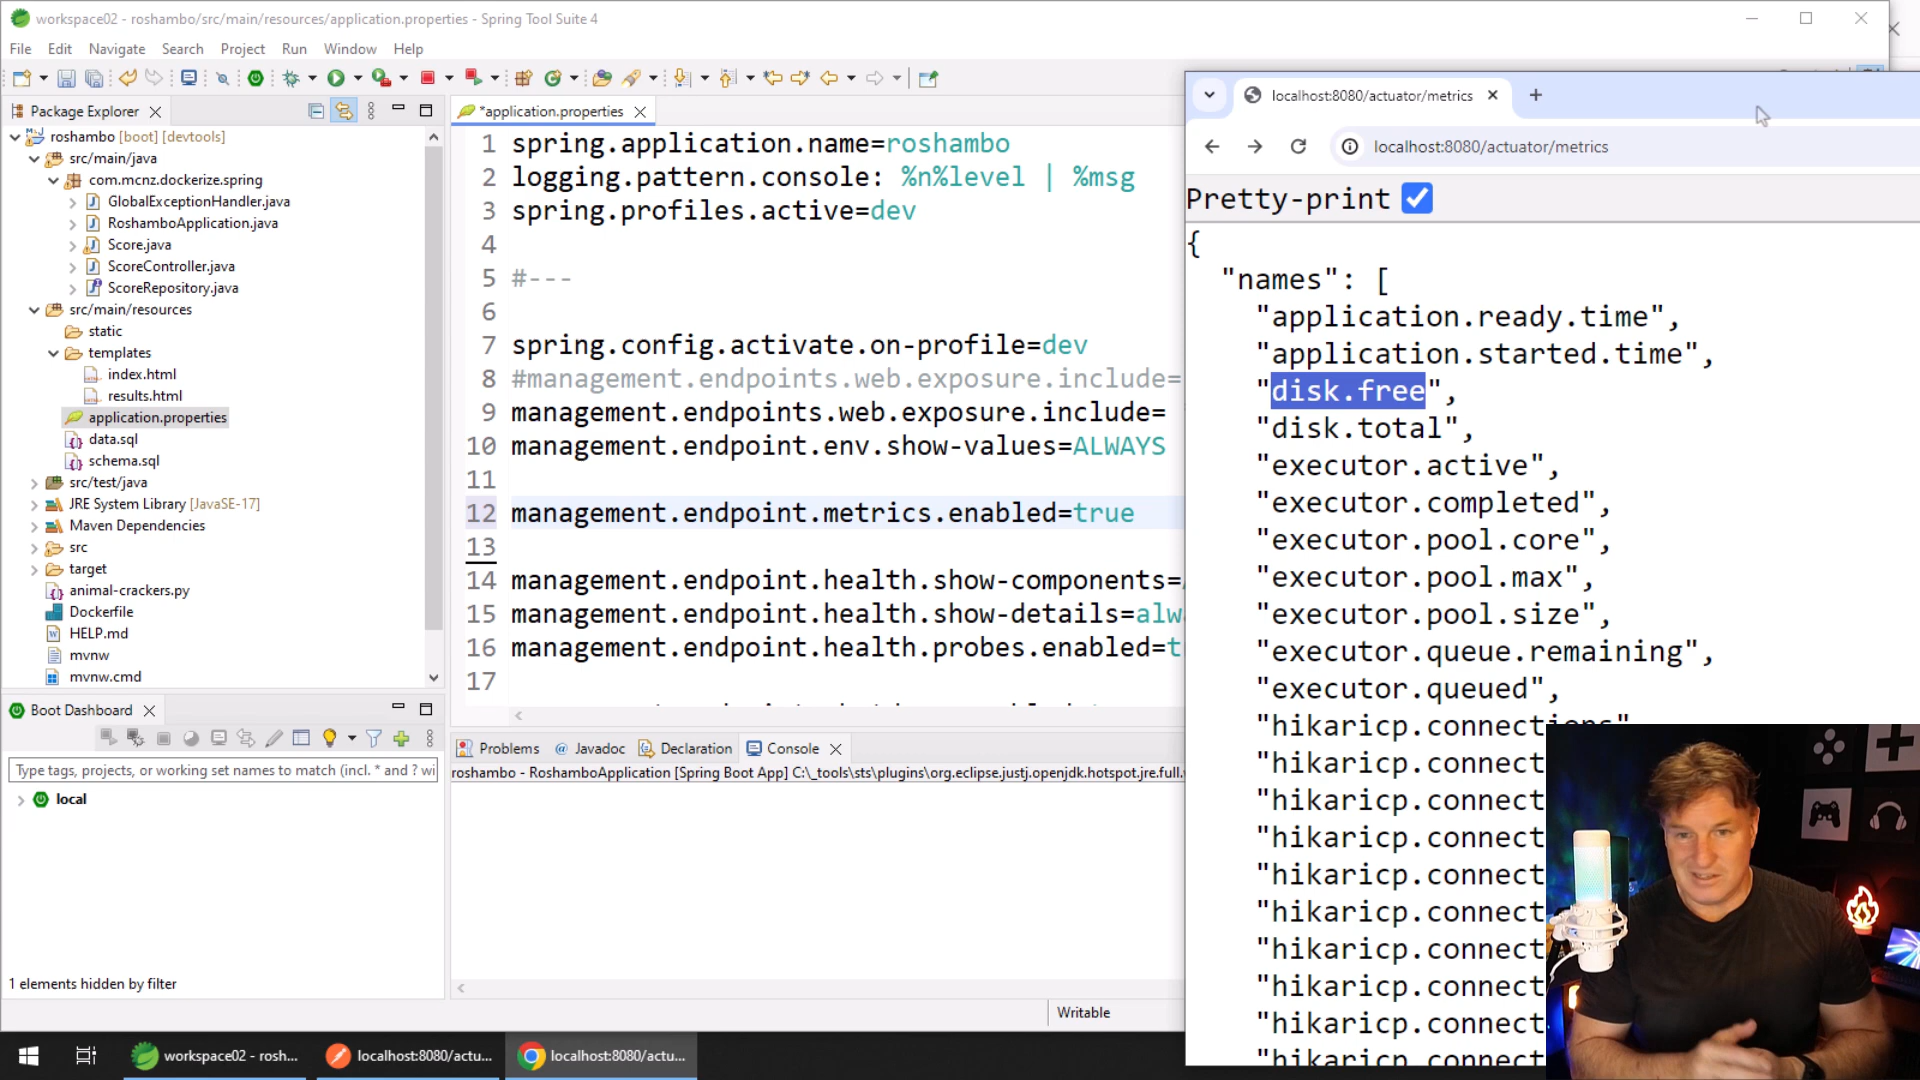 workspace02 - roshambo/src/main/resources/application.properties - Spring Tool Suite 4
File Edit Navigate Search Project Run Window Help
Package Explorer
roshambo [boot] [devtools]
src/main/java
com.mcnz.dockerize.spring
GlobalExceptionHandler.java
RoshamboApplication.java
Score.java
ScoreController.java
ScoreRepository.java
src/main/resources
static
templates
index.html
results.html
application.properties
data.sql
schema.sql
src/test/java
JRE System Library [JavaSE-17]
Maven Dependencies
src
target
animal-crackers.py
Dockerfile
HELP.md
mvnw
mvnw.cmd
Boot Dashboard
Type tags, projects, or working set names to match (incl. * and ? wi
local
1 elements hidden by filter
*application.properties
1 spring.application.name=roshambo
2 logging.pattern.console: %n%level | %msg
3 spring.profiles.active=dev
4
5 #---
6
7 spring.config.activate.on-profile=dev
8 #management.endpoints.web.exposure.include=
9 management.endpoints.web.exposure.include=
10 management.endpoint.env.show-values=ALWAYS
11
12 management.endpoint.metrics.enabled=true
13
14 management.endpoint.health.show-components=
15 management.endpoint.health.show-details=alw
16 management.endpoint.health.probes.enabled=t
17
Problems Javadoc Declaration Console
roshambo - RoshamboApplication [Spring Boot App] C:\_tools\sts\plugins\org.eclipse.justj.openjdk.hotspot.jre.full.
Writable
localhost:8080/actuator/metrics
localhost:8080/actuator/metrics
Pretty-print
{
"names": [
"application.ready.time",
"application.started.time",
"disk.free",
"disk.total",
"executor.active",
"executor.completed",
"executor.pool.core",
"executor.pool.max",
"executor.pool.size",
"executor.queue.remaining",
"executor.queued",
"hikaricp.connections"
"hikaricp.connect
"hikaricp.connect
"hikaricp.connect
"hikaricp.connect
"hikaricp.connect
"hikaricp.connect
"hikaricp.connect
"hikaricp.connect
"hikaricp.connect
workspace02 - rosh...
localhost:8080/actu...
localhost:8080/actu...